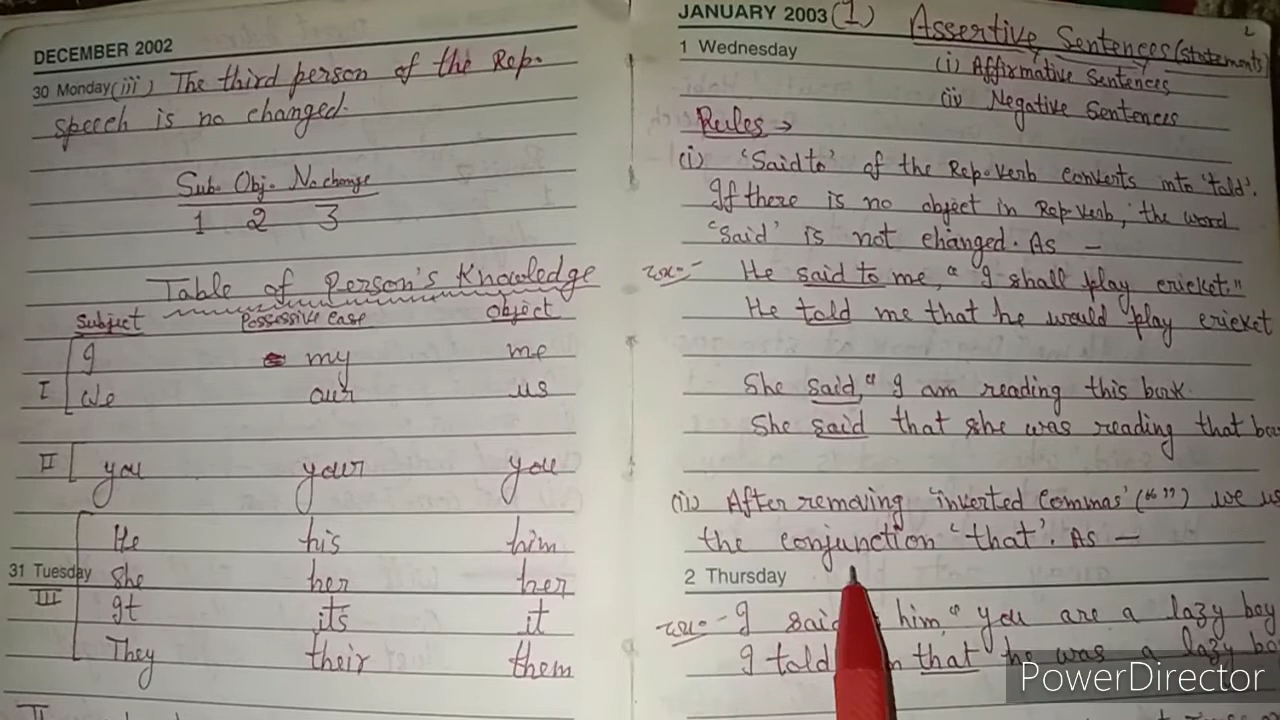 DECEMBER 2002
30 Monday (iii) The third person of the Rep.
speech is no changed.
Sub. Obj. No change
1 2 3
Table of Person's Knowledge
Subject Possessive case Object
I I my me
We our us
II you your you
He his him
31 Tuesday She her her
III It its it
They their them
JANUARY 2003 (1) Assertive Sentences (Statements) 2
1 Wednesday (i) Affirmative Sentences
(ii) Negative Sentences
Rules →
(i) 'Said to' of the Rep. verb converts into 'told'.
If there is no object in Rep. verb, the word
'said' is not changed. As —
Ex:- He said to me, "I shall play cricket."
He told me that he would play cricket
She said, "I am reading this book.
She said that she was reading that
(ii) After removing 'inverted commas' (" ") we
the conjunction 'that'. As —
2 Thursday
Ex:- I said him, "you are a lazy boy
I told that he was a lazy
PowerDirector